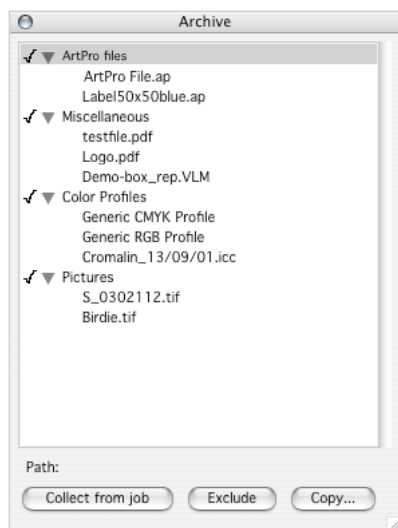 Archive
ArtPro files
ArtPro File.ap
Label50x50blue.ap
Miscellaneous
testfile.pdf
Logo.pdf
Demo-box_rep.VLM
Color Profiles
Generic CMYK Profile
Generic RGB Profile
Cromalin_13/09/01.icc
Pictures
S_0302112.tif
Birdie.tif
Path:
Collect from job Exclude Copy...